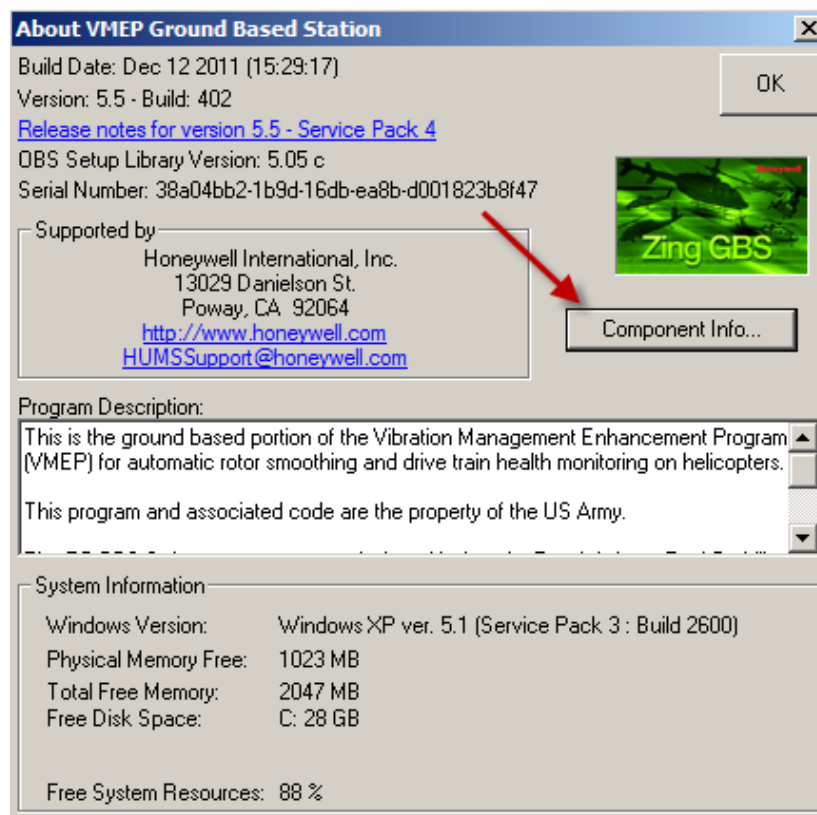 About VMEP Ground Based Station
Build Date: Dec 12 2011 (15:29:17)
OK
Version: 5.5 - Build: 402
Release notes for version 5.5 - Service Pack 4
OBS Setup Library Version: 5.05 c
Serial Number: 38a04bb2-1b9d-16db-ea8b-d001823b8f47
Honeywell
Zing GBS
Supported by
Honeywell International, Inc.
13029 Danielson St.
Poway, CA 92064
http://www.honeywell.com
HUMSSupport@honeywell.com
Component Info...
Program Description:
This is the ground based portion of the Vibration Management Enhancement Program
(VMEP) for automatic rotor smoothing and drive train health monitoring on helicopters.
This program and associated code are the property of the US Army.
System Information
Windows Version: Windows XP ver. 5.1 (Service Pack 3 : Build 2600)
Physical Memory Free: 1023 MB
Total Free Memory: 2047 MB
Free Disk Space: C: 28 GB
Free System Resources: 88 %